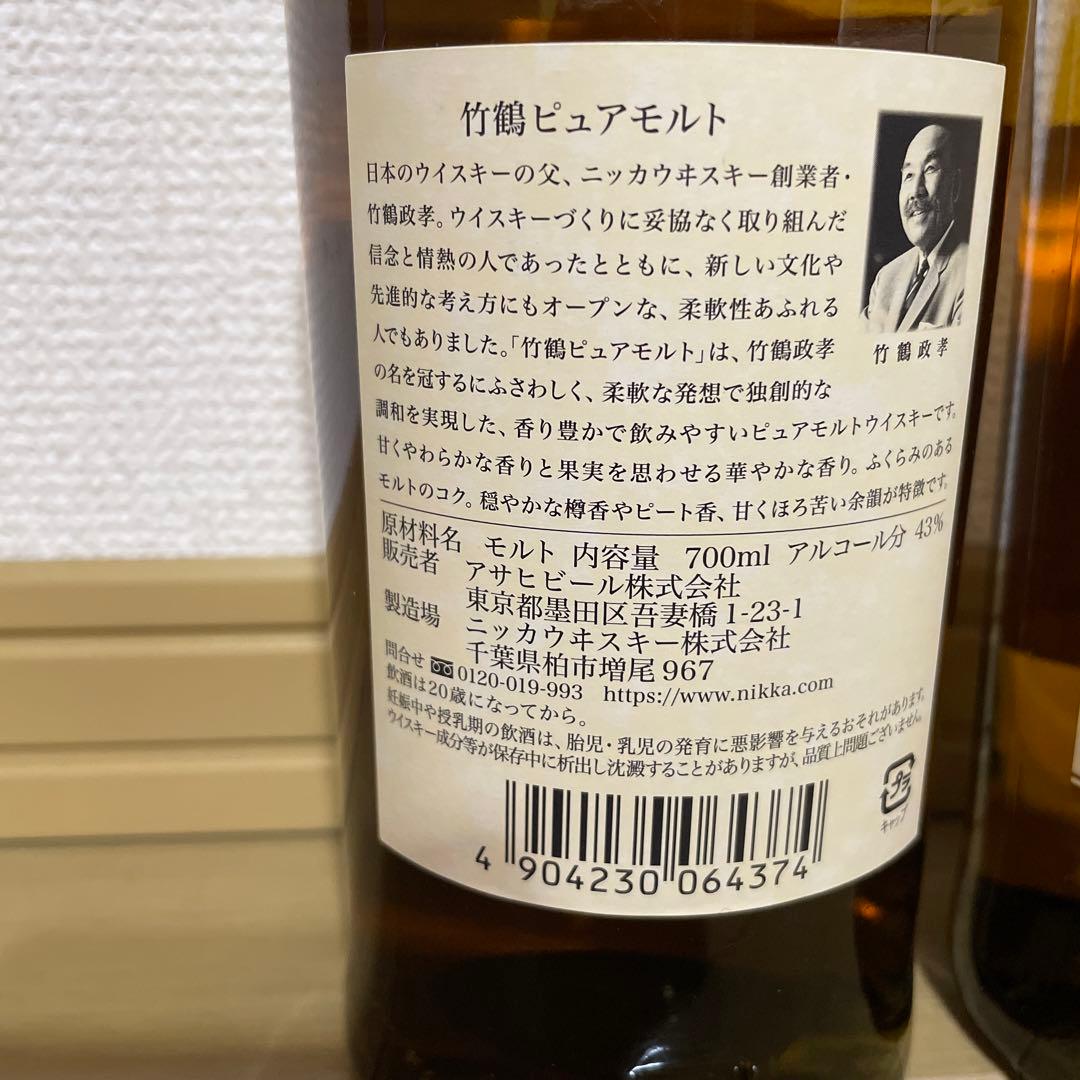 竹鶴ピュアモルト
日本のウイスキーの父、ニッカウヰスキー創業者・
竹鶴政孝。ウイスキーづくりに妥協なく取り組んだ
信念と情熱の人であったとともに、新しい文化や
先進的な考え方にもオープンな、柔軟性あふれる
人でもありました。「竹鶴ピュアモルト」は、竹鶴政孝
の名を冠するにふさわしく、柔軟な発想で独創的な
調和を実現した、香り豊かで飲みやすいピュアモルトウイスキーです。
甘くやわらかな香りと果実を思わせる華やかな香り。ふくらみのある
モルトのコク。穏やかな樽香やピート香、甘くほろ苦い余韻が特徴です。
竹鶴政孝
原材料名 モルト 内容量 700ml アルコール分 43%
販売者 アサヒビール株式会社
東京都墨田区吾妻橋1-23-1
製造場 ニッカウヰスキー株式会社
千葉県柏市増尾967
問合せ 0120-019-993 https://www.nikka.com
飲酒は20歳になってから。
妊娠中や授乳期の飲酒は、胎児・乳児の発育に悪影響を与えるおそれがあります。
ウイスキー成分等が保存中に析出し沈澱することがありますが、品質上問題ございません。
プラ
キャップ
4 904230 064374